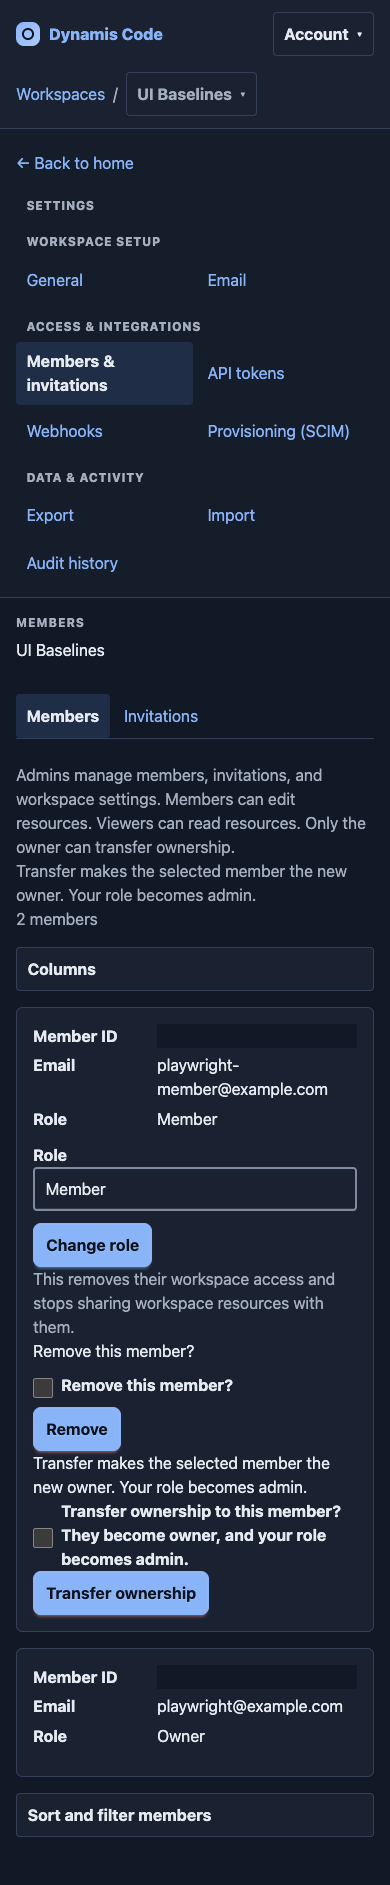 Dynamis Code
Account ▾
Workspaces / UI Baselines ▾
← Back to home
SETTINGS
WORKSPACE SETUP
General Email
ACCESS & INTEGRATIONS
Members &
invitations
API tokens
Webhooks Provisioning (SCIM)
DATA & ACTIVITY
Export Import
Audit history
MEMBERS
UI Baselines
Members Invitations
Admins manage members, invitations, and
workspace settings. Members can edit
resources. Viewers can read resources. Only the
owner can transfer ownership.
Transfer makes the selected member the new
owner. Your role becomes admin.
2 members
Columns
Member ID
Email playwright-
member@example.com
Role Member
Role
Member
Change role
This removes their workspace access and
stops sharing workspace resources with
them.
Remove this member?
Remove this member?
Remove
Transfer makes the selected member the
new owner. Your role becomes admin.
Transfer ownership to this member?
They become owner, and your role
becomes admin.
Transfer ownership
Member ID
Email playwright@example.com
Role Owner
Sort and filter members